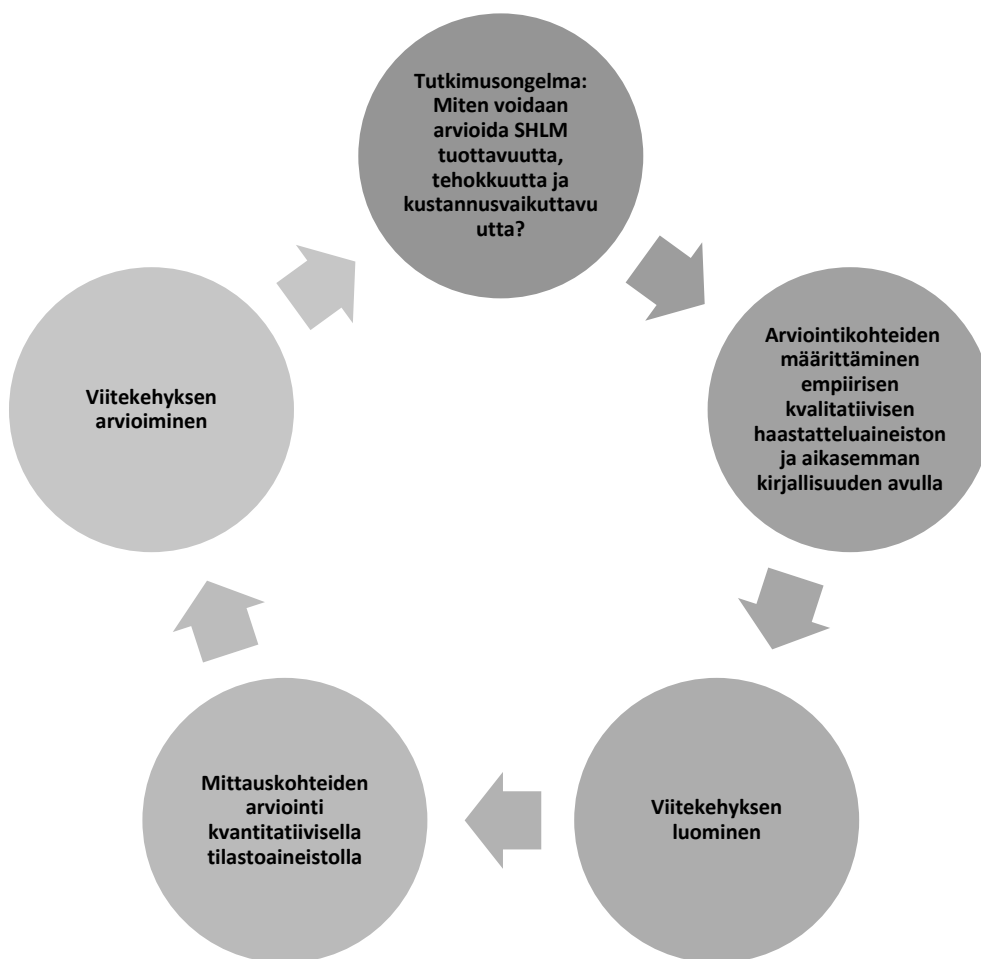 Tutkimusongelma:
Miten voidaan
arvioida SHLM
tuottavuutta,
tehokkuutta ja
kustannusvaikuttavu
utta?
Arviointikohteiden
määrittäminen
empiirisen
kvalitatiivisen
haastatteluaineiston
ja aikasemman
kirjallisuuden avulla
Viitekehyksen
luominen
Mittauskohteiden
arviointi
kvantitatiivisella
tilastoaineistolla
Viitekehyksen
arvioiminen